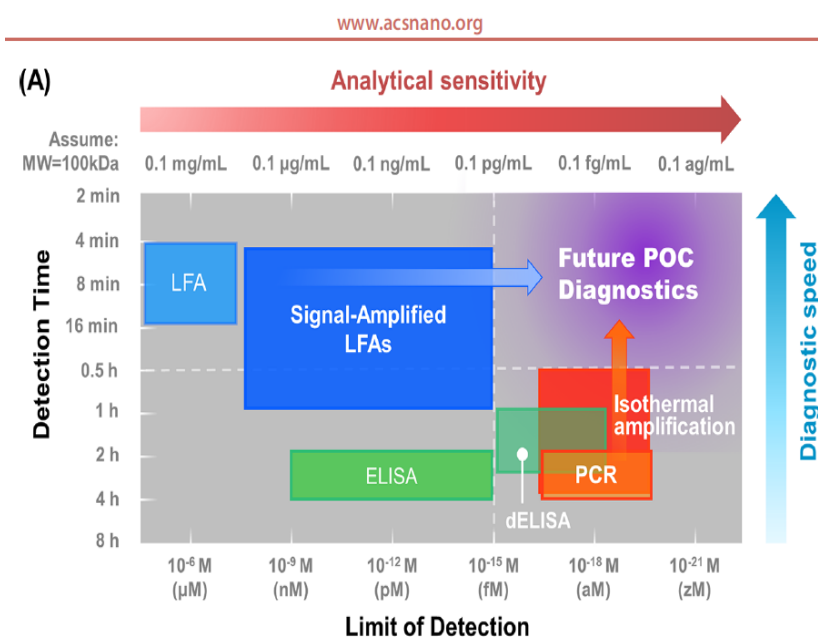 www.acsnano.org
(A)
Analytical sensitivity
Assume:
MW=100kDa
0.1 mg/mL 0.1 µg/mL 0.1 ng/mL 0.1 pg/mL 0.1 fg/mL 0.1 ag/mL
2 min
4 min
8 min
16 min
0.5 h
1 h
2 h
4 h
8 h
Detection Time
LFA
Signal-Amplified
LFAs
Future POC
Diagnostics
Isothermal
amplification
ELISA
PCR
dELISA
Diagnostic speed
10⁻⁶ M 10⁻⁹ M 10⁻¹² M 10⁻¹⁵ M 10⁻¹⁸ M 10⁻²¹ M
(µM) (nM) (pM) (fM) (aM) (zM)
Limit of Detection